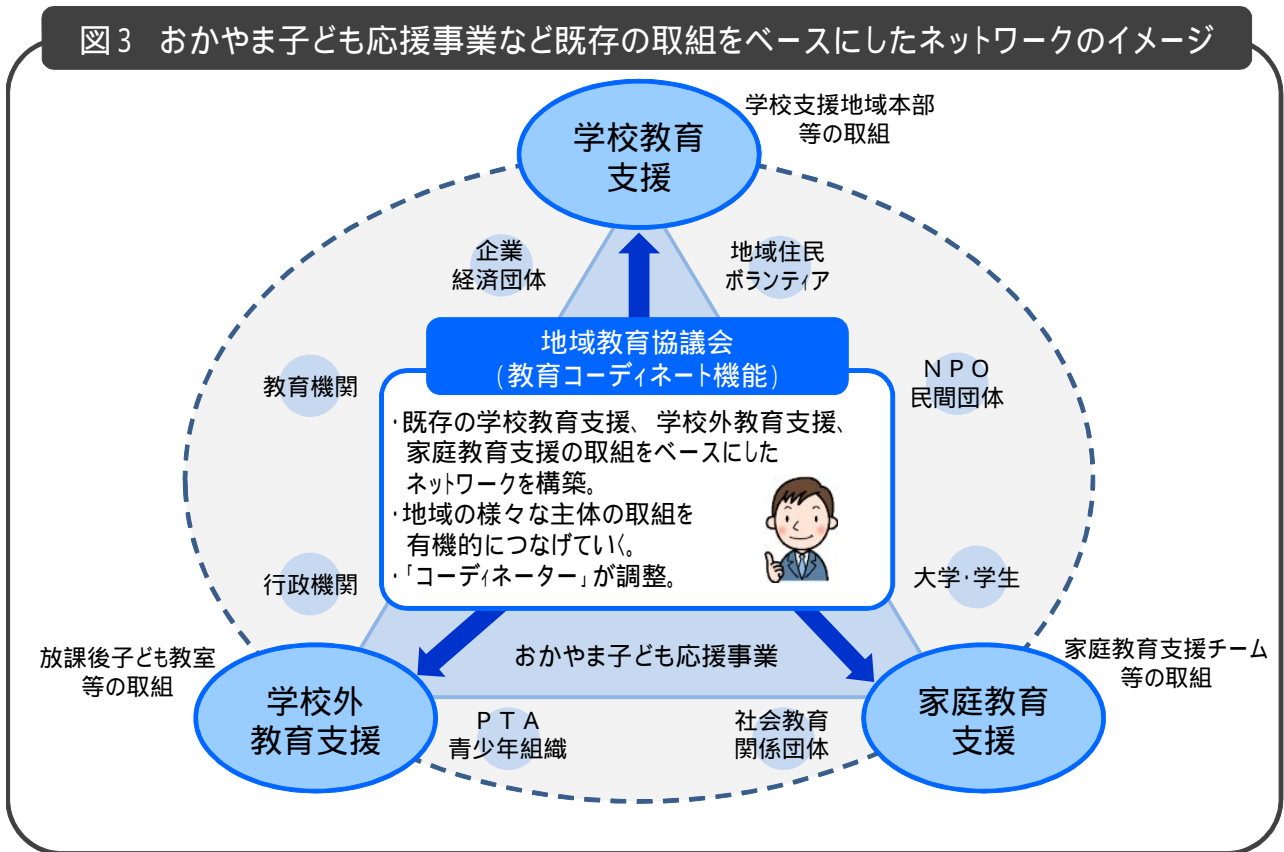 図3 おかやま子ども応援事業など既存の取組をベースにしたネットワークのイメージ
学校教育
支援
学校支援地域本部
等の取組
企業
経済団体
地域住民
ボランティア
教育機関
NPO
民間団体
地域教育協議会
(教育コーディネート機能)
・既存の学校教育支援、学校外教育支援、
家庭教育支援の取組をベースにした
ネットワークを構築。
・地域の様々な主体の取組を
有機的につなげていく。
・「コーディネーター」が調整。
行政機関
大学・学生
放課後子ども教室
等の取組
おかやま子ども応援事業
家庭教育支援チーム
等の取組
学校外
教育支援
家庭教育
支援
PTA
青少年組織
社会教育
関係団体